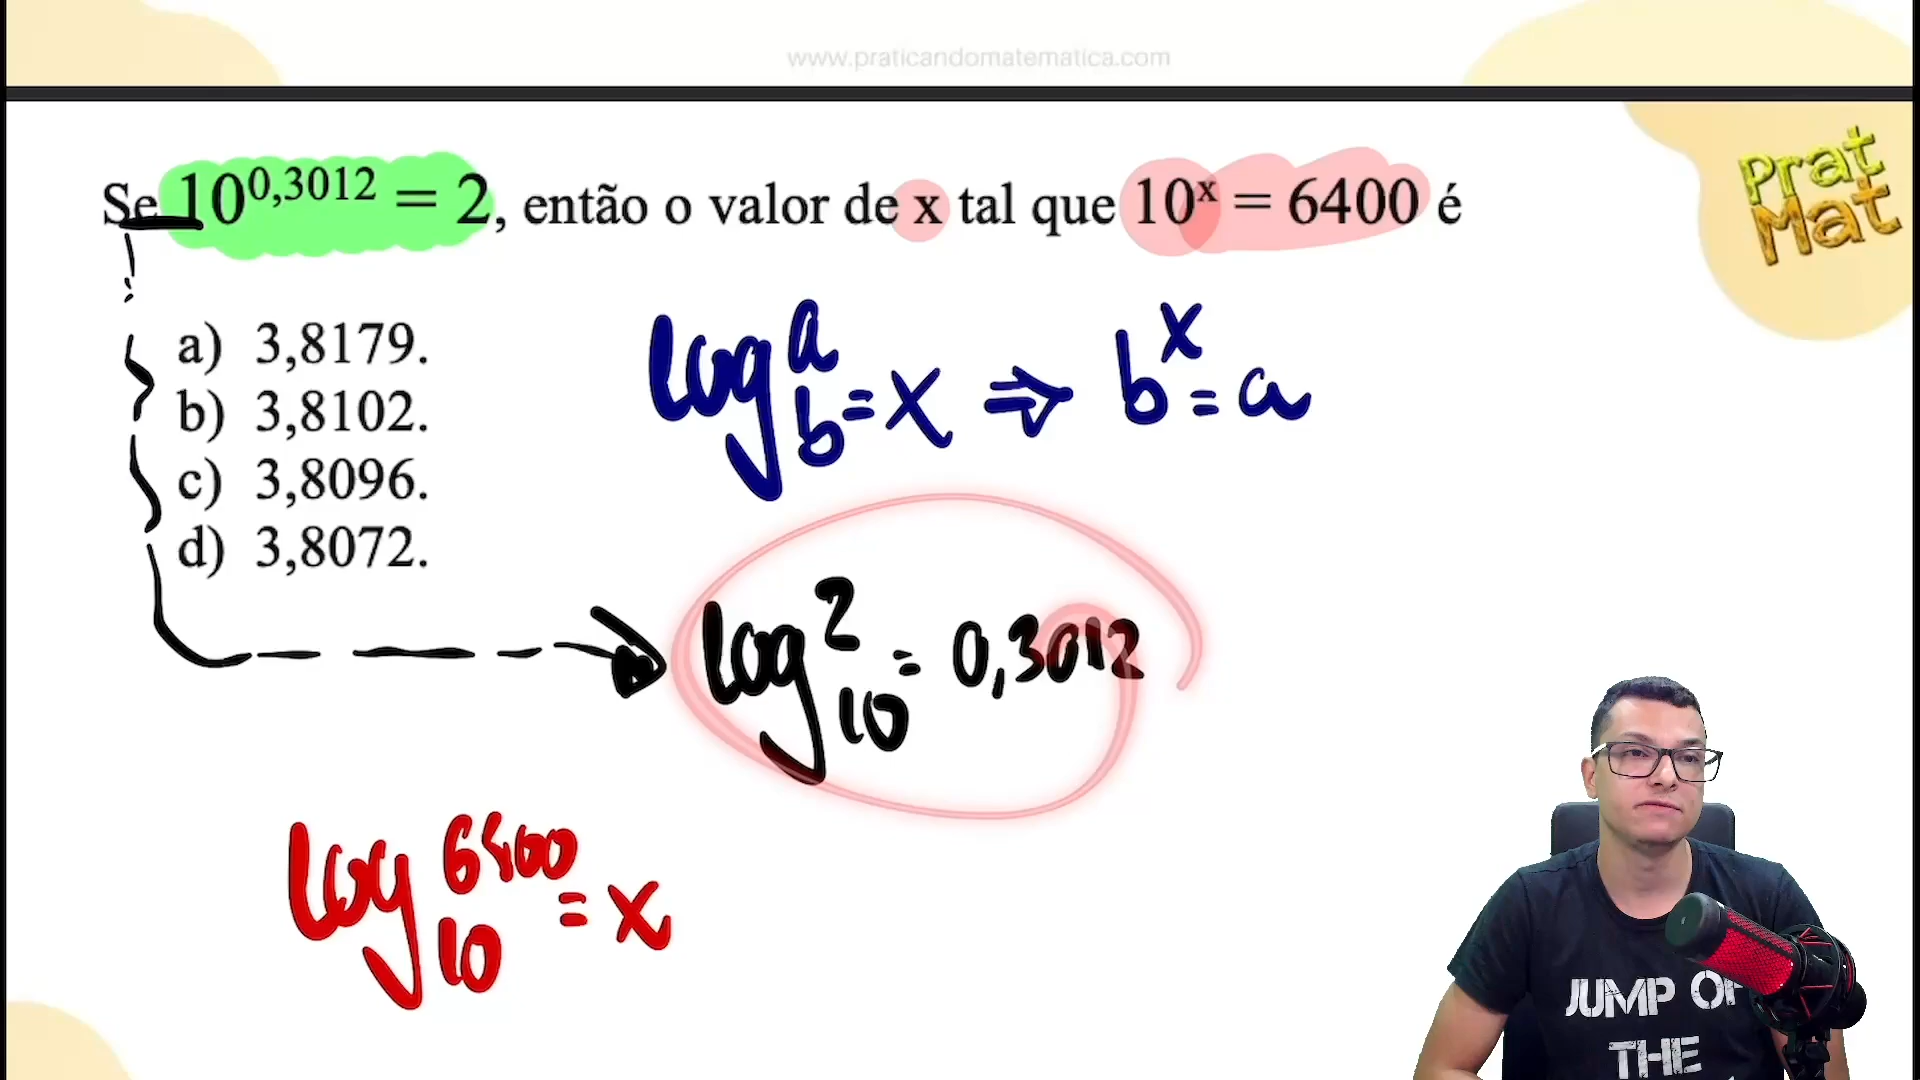 www.praticandomatematica.com
Prat
Mat
Se 10^0,3012 = 2, então o valor de x tal que 10^x = 6400 é
a) 3,8179.
b) 3,8102.
c) 3,8096.
d) 3,8072.
log_b^a = x ⇒ b^x = a
log_10^2 = 0,3012
log_10^6400 = x
JUMP OF
THE